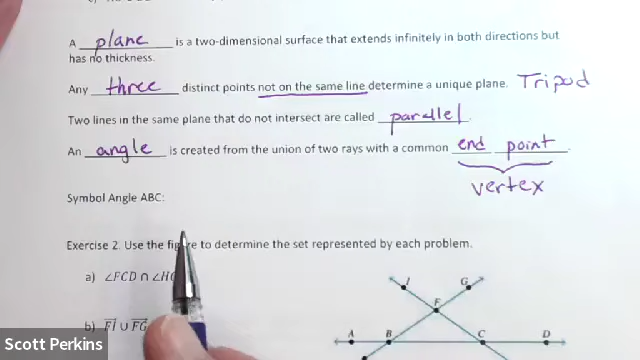 A plane is a two-dimensional surface that extends infinitely in both directions but
has no thickness.
Any three distinct points not on the same line determine a unique plane. Tripod
Two lines in the same plane that do not intersect are called parallel.
An angle is created from the union of two rays with a common end point.
vertex
Symbol Angle ABC:
Exercise 2. Use the figure to determine the set represented by each problem.
a) ∠FCD ∩
b) FI ∪ FG
I G
F
A B C D
Scott Perkins